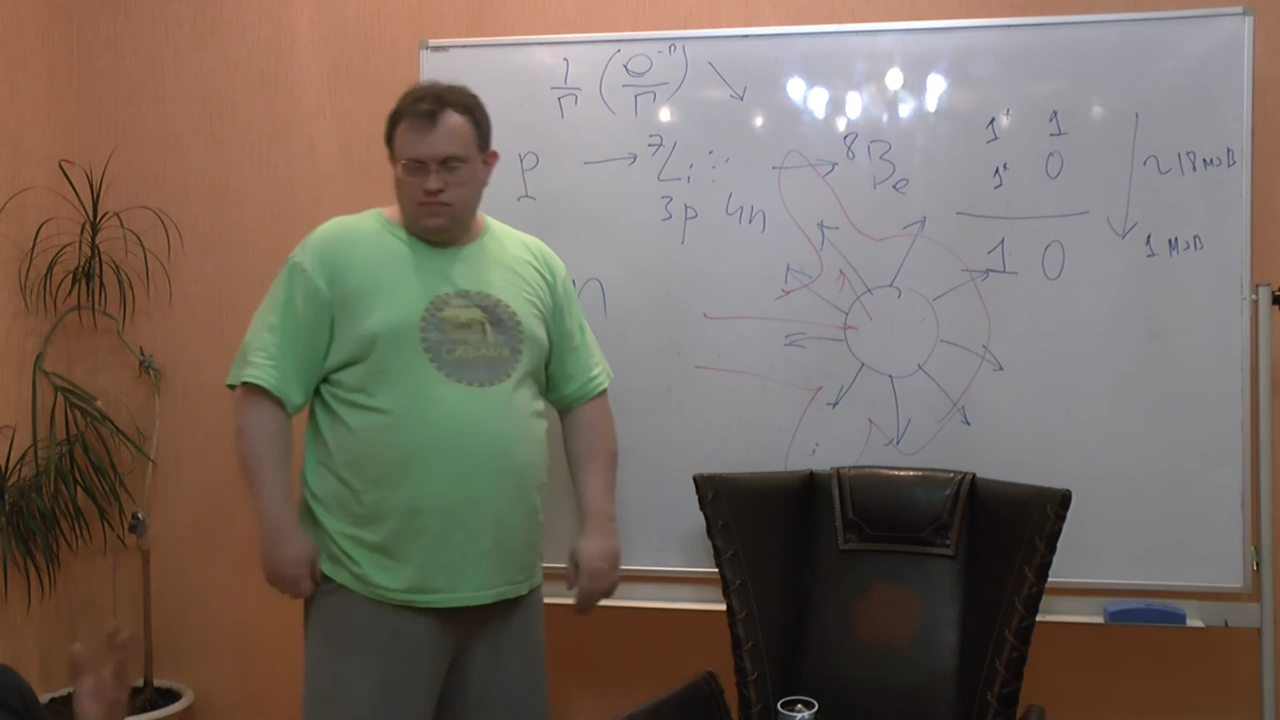 1/r (e^-r/r) ↘
p → ⁷Li → ⁸Be
3p 4n
n
1⁺ 1
1⁺ 0
1 0
~18 мэв
1 мэв